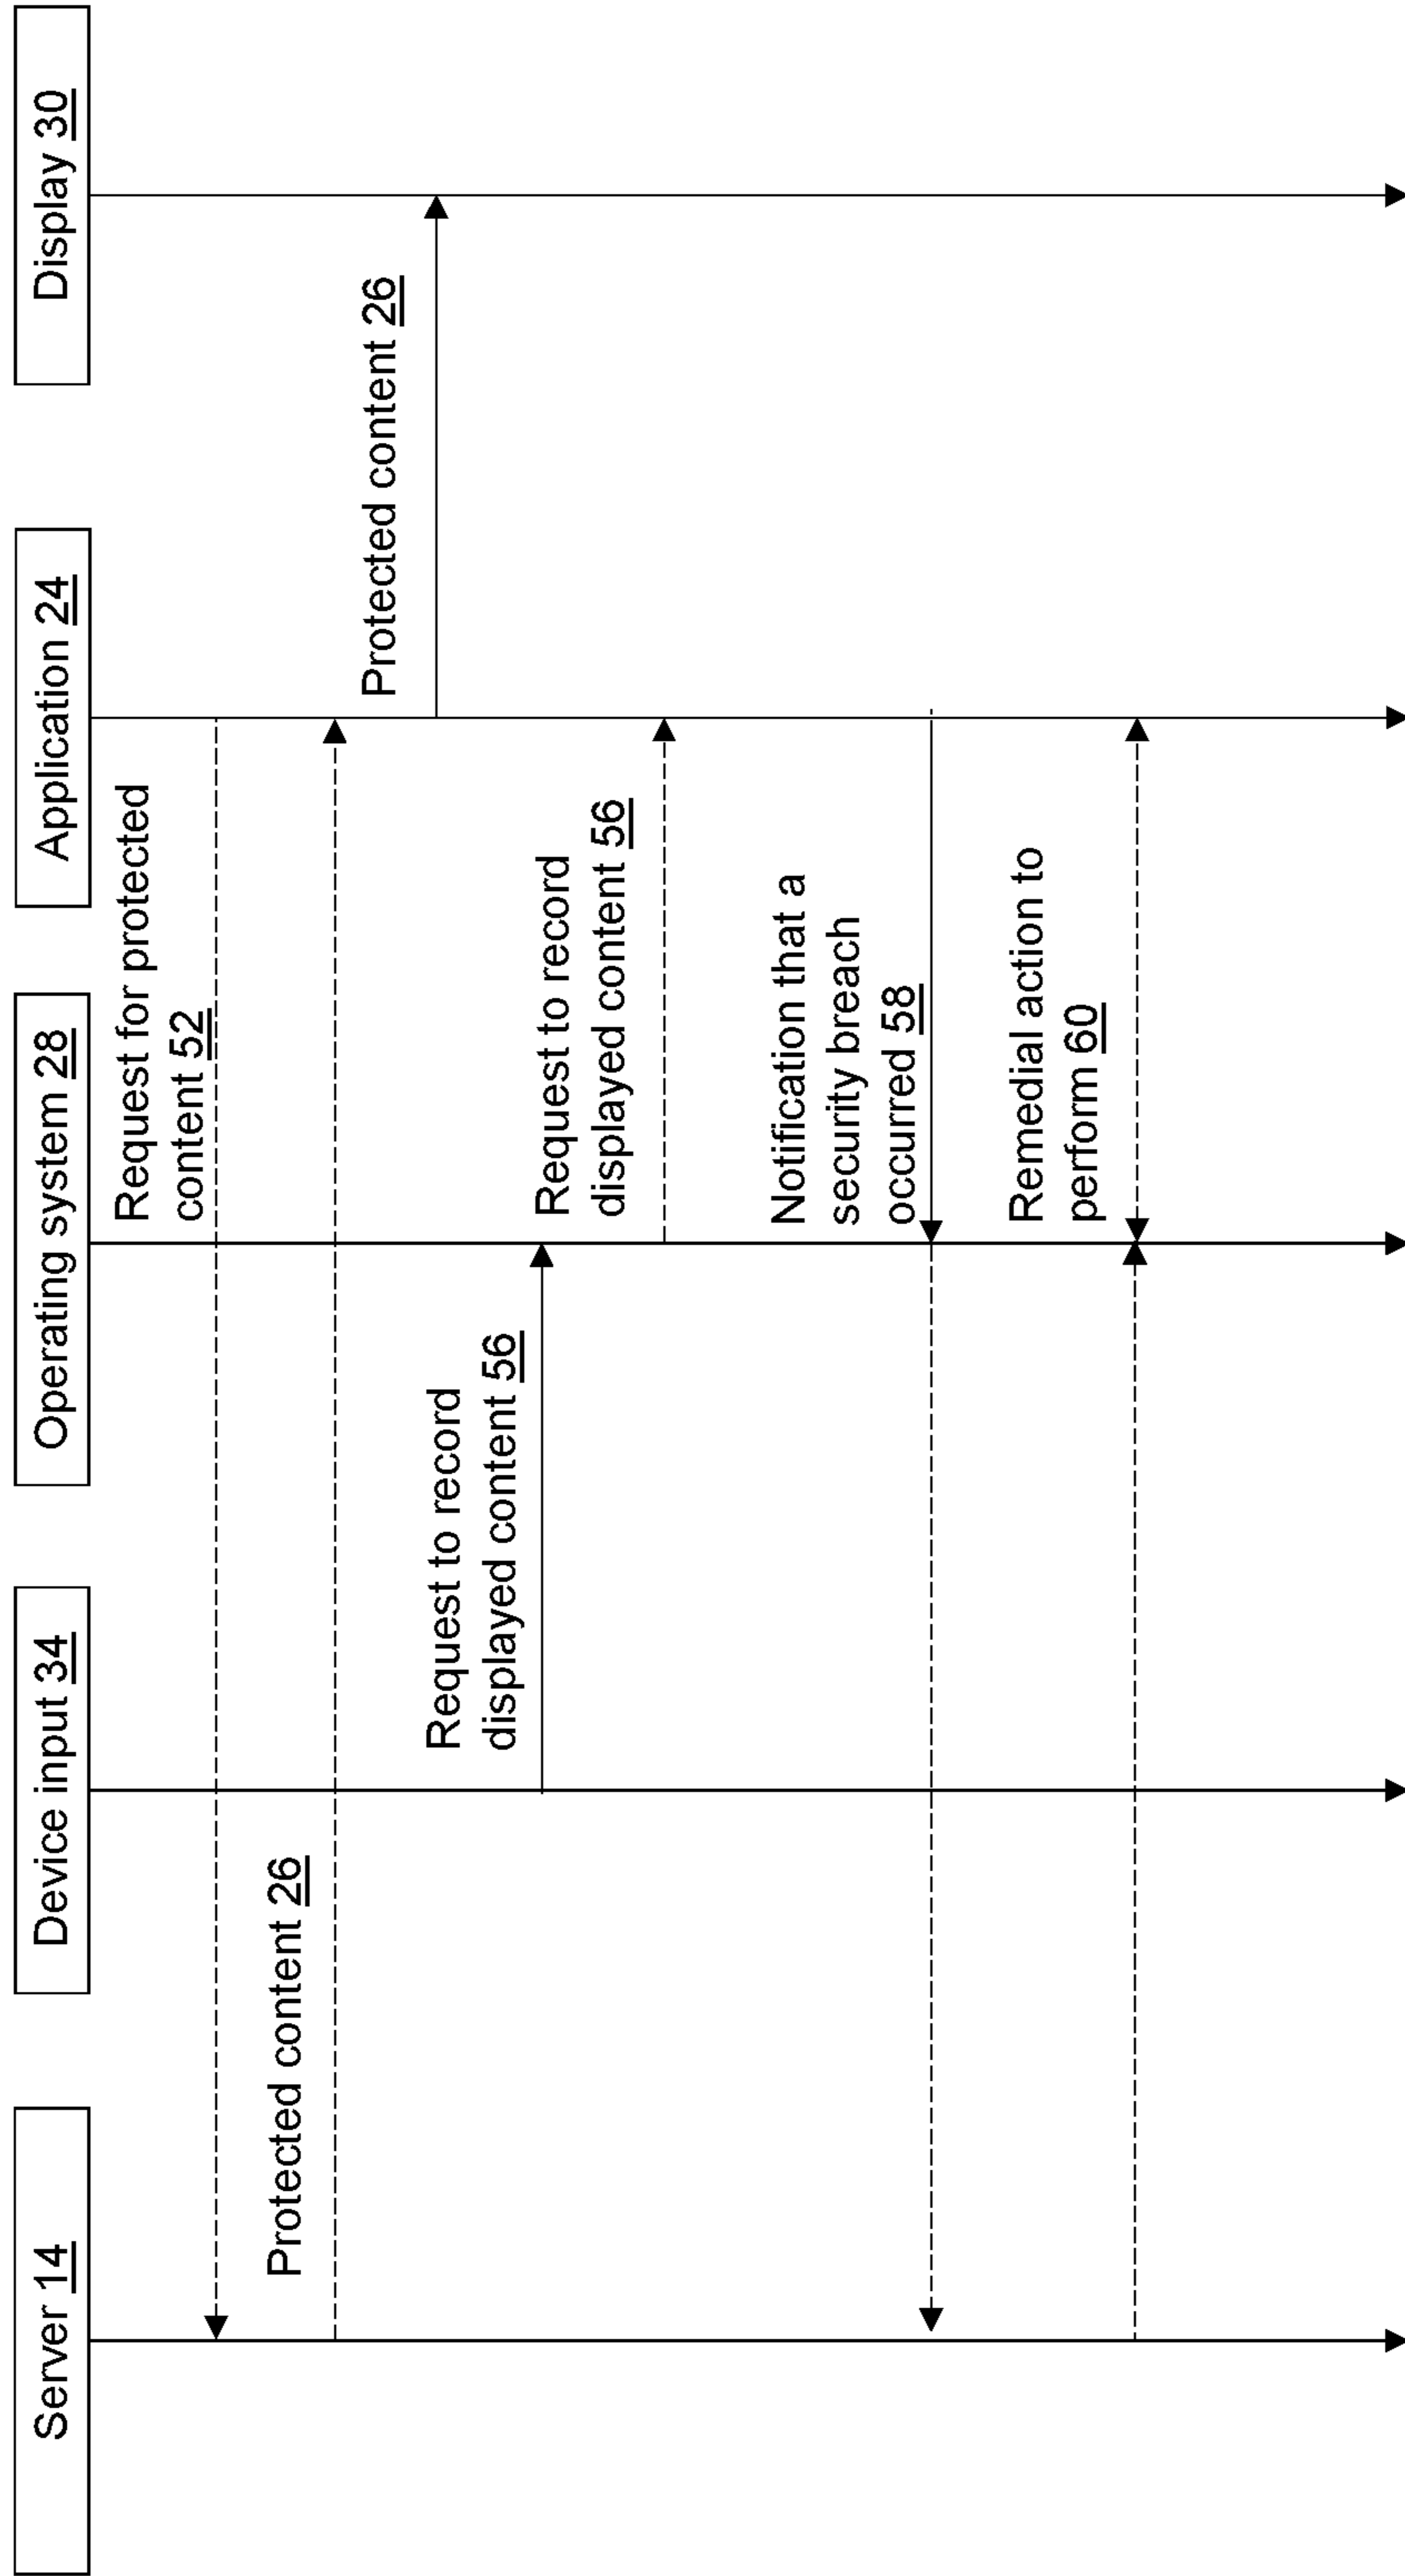 Server 14
Device input 34
Operating system 28
Application 24
Display 30
Request for protected
content 52
Protected content 26
Protected content 26
Request to record
displayed content 56
Request to record
displayed content 56
Notification that a
security breach
occurred 58
Remedial action to
perform 60